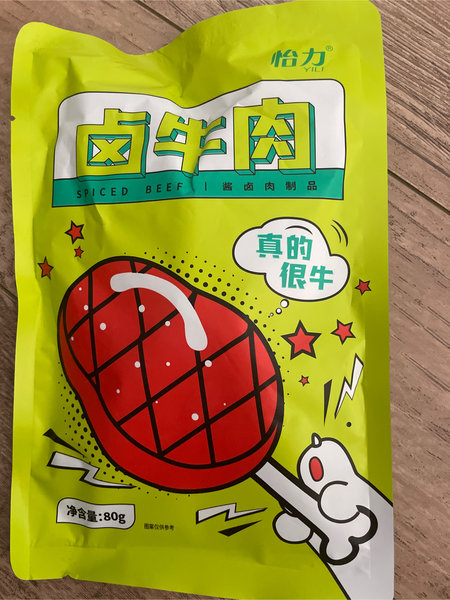 怡力®
YILI
卤牛肉
SPICED BEEF | 酱卤肉制品
真的
很牛
净含量:80g
图案仅供参考